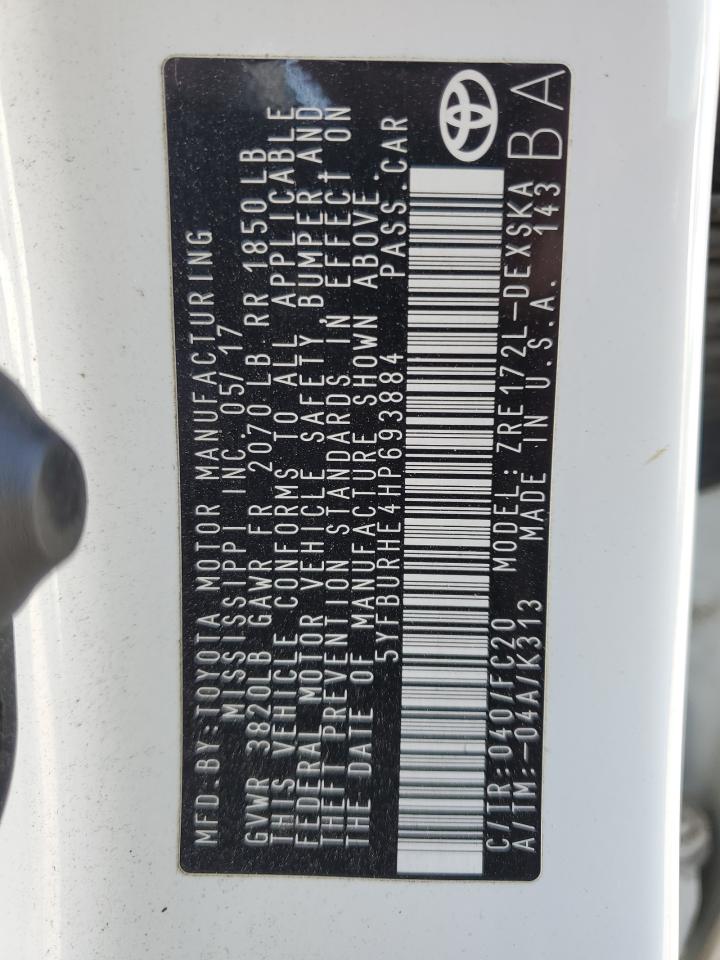 MFD.BY:TOYOTA MOTOR MANUFACTURING
MISSISSIPPI INC. 05/17
GVWR 3820LB GAWR FR 2070LB RR 1850LB
THIS VEHICLE CONFORMS TO ALL APPLICABLE
FEDERAL MOTOR VEHICLE SAFETY, BUMPER AND
THEFT PREVENTION STANDARDS IN EFFECT ON
THE DATE OF MANUFACTURE SHOWN ABOVE.
5YFBURHE4HP693884 PASS.CAR
C/TR:040/FC20 MODEL: ZRE172L-DEXSKA
A/TM:-04A/K313 MADE IN U.S.A. 143
BA